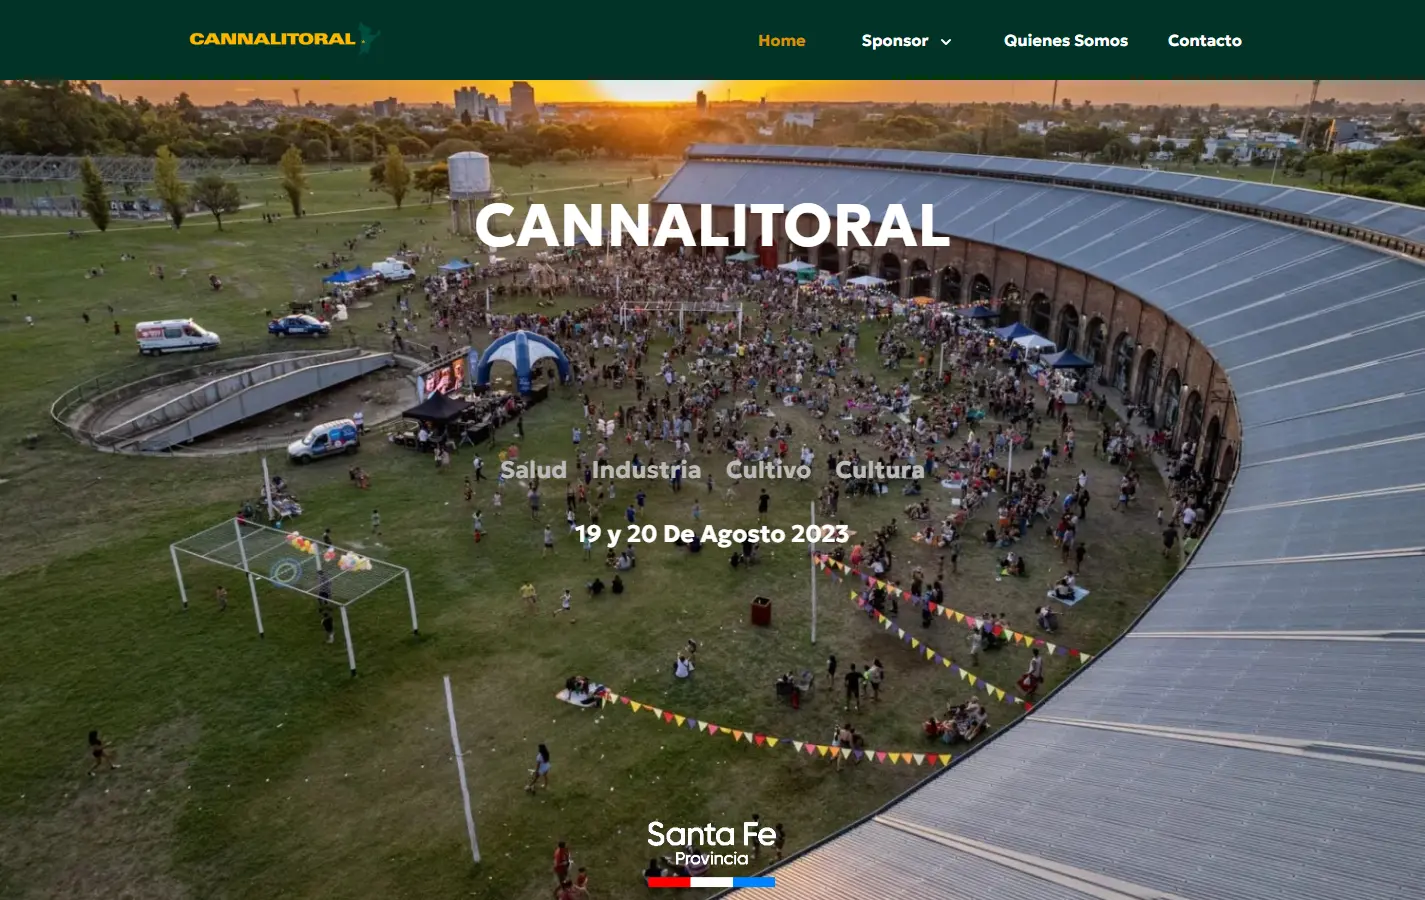 CANNALITORAL
Home Sponsor Quienes Somos Contacto
CANNALITORAL
Salud Industria Cultivo Cultura
19 y 20 De Agosto 2023
Santa Fe
Provincia